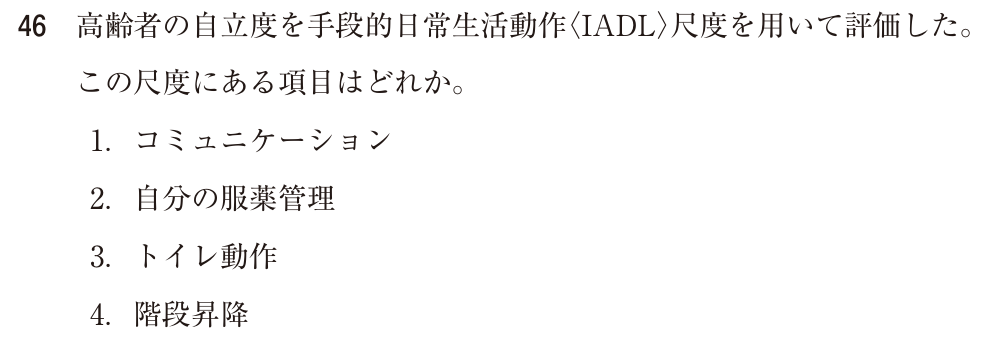 46 高齢者の自立度を手段的日常生活動作〈IADL〉尺度を用いて評価した。
この尺度にある項目はどれか。
1. コミュニケーション
2. 自分の服薬管理
3. トイレ動作
4. 階段昇降